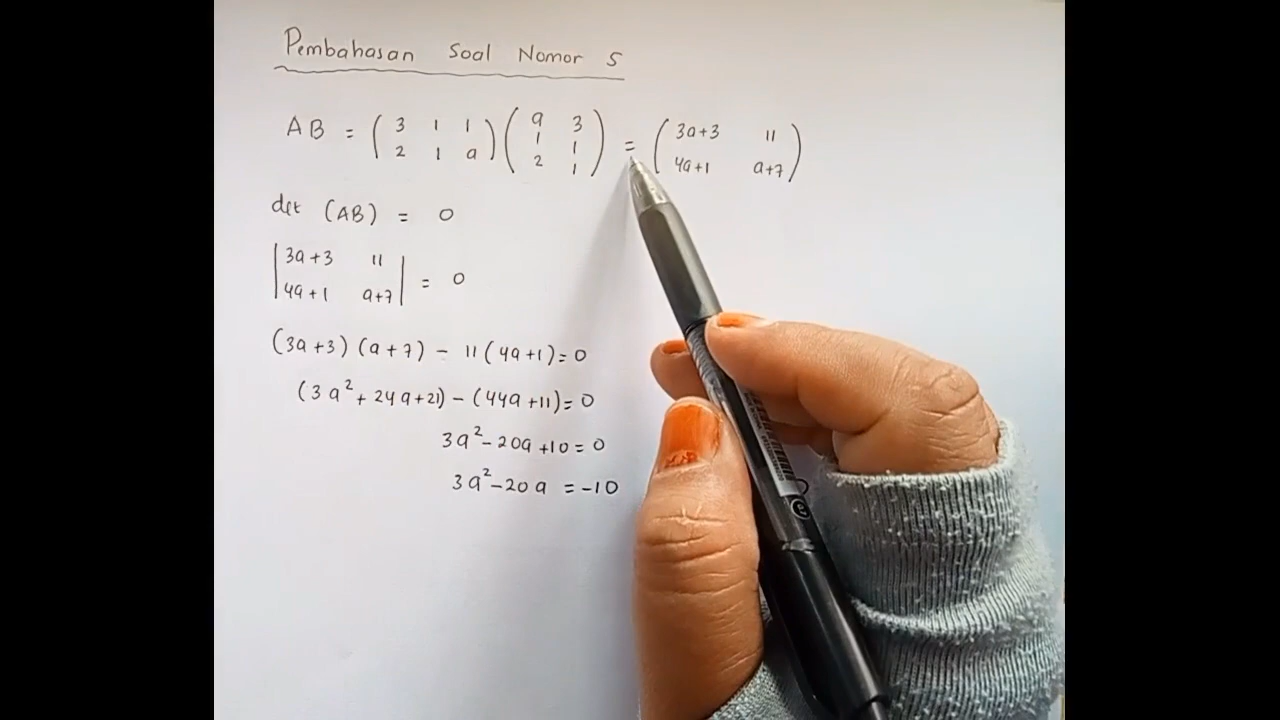 Pembahasan Soal Nomor 5
AB = (3 1 1 / 2 1 a) (a 3 / 1 1 / 2 1) = (3a+3 11 / 4a+1 a+7)
det (AB) = 0
|3a+3 11 / 4a+1 a+7| = 0
(3a+3) (a+7) - 11(4a+1)=0
(3a²+24a+21)-(44a+11)=0
3a²-20a+10=0
3a²-20a =-10
e